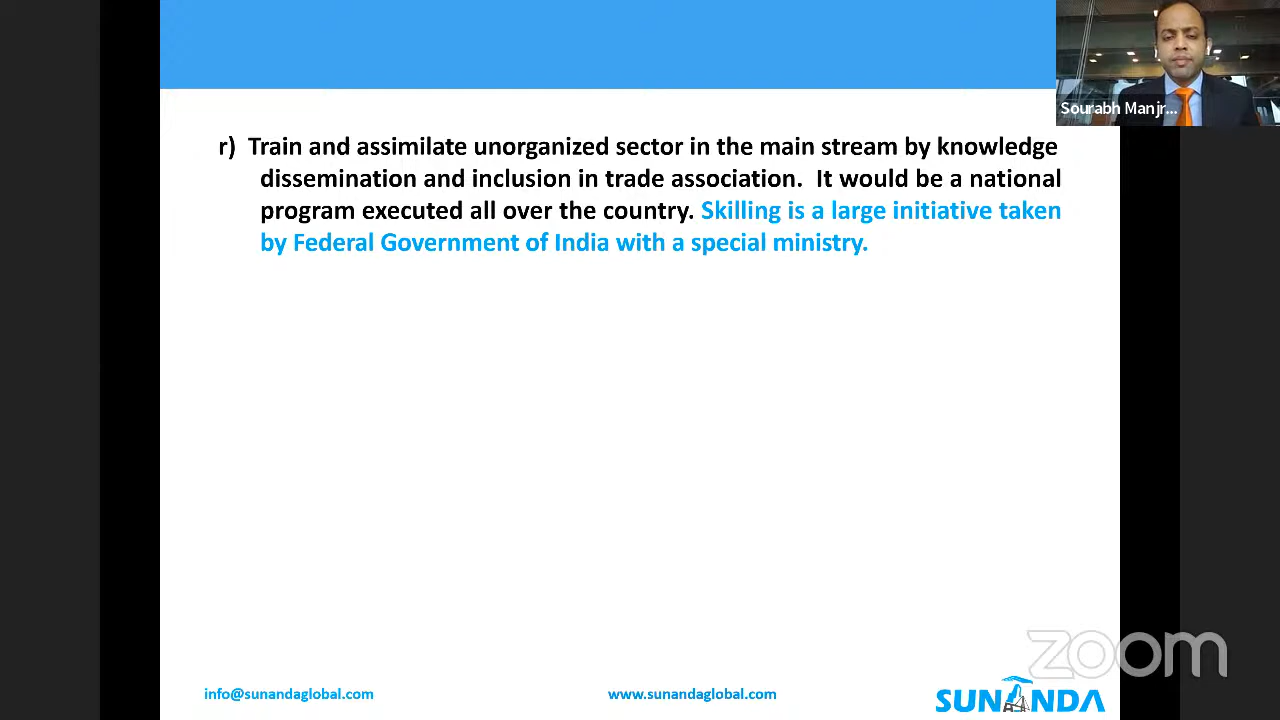 Sourabh Manjr...
r) Train and assimilate unorganized sector in the main stream by knowledge
dissemination and inclusion in trade association. It would be a national
program executed all over the country. Skilling is a large initiative taken
by Federal Government of India with a special ministry.
zoom
info@sunandaglobal.com
www.sunandaglobal.com
SUNANDA